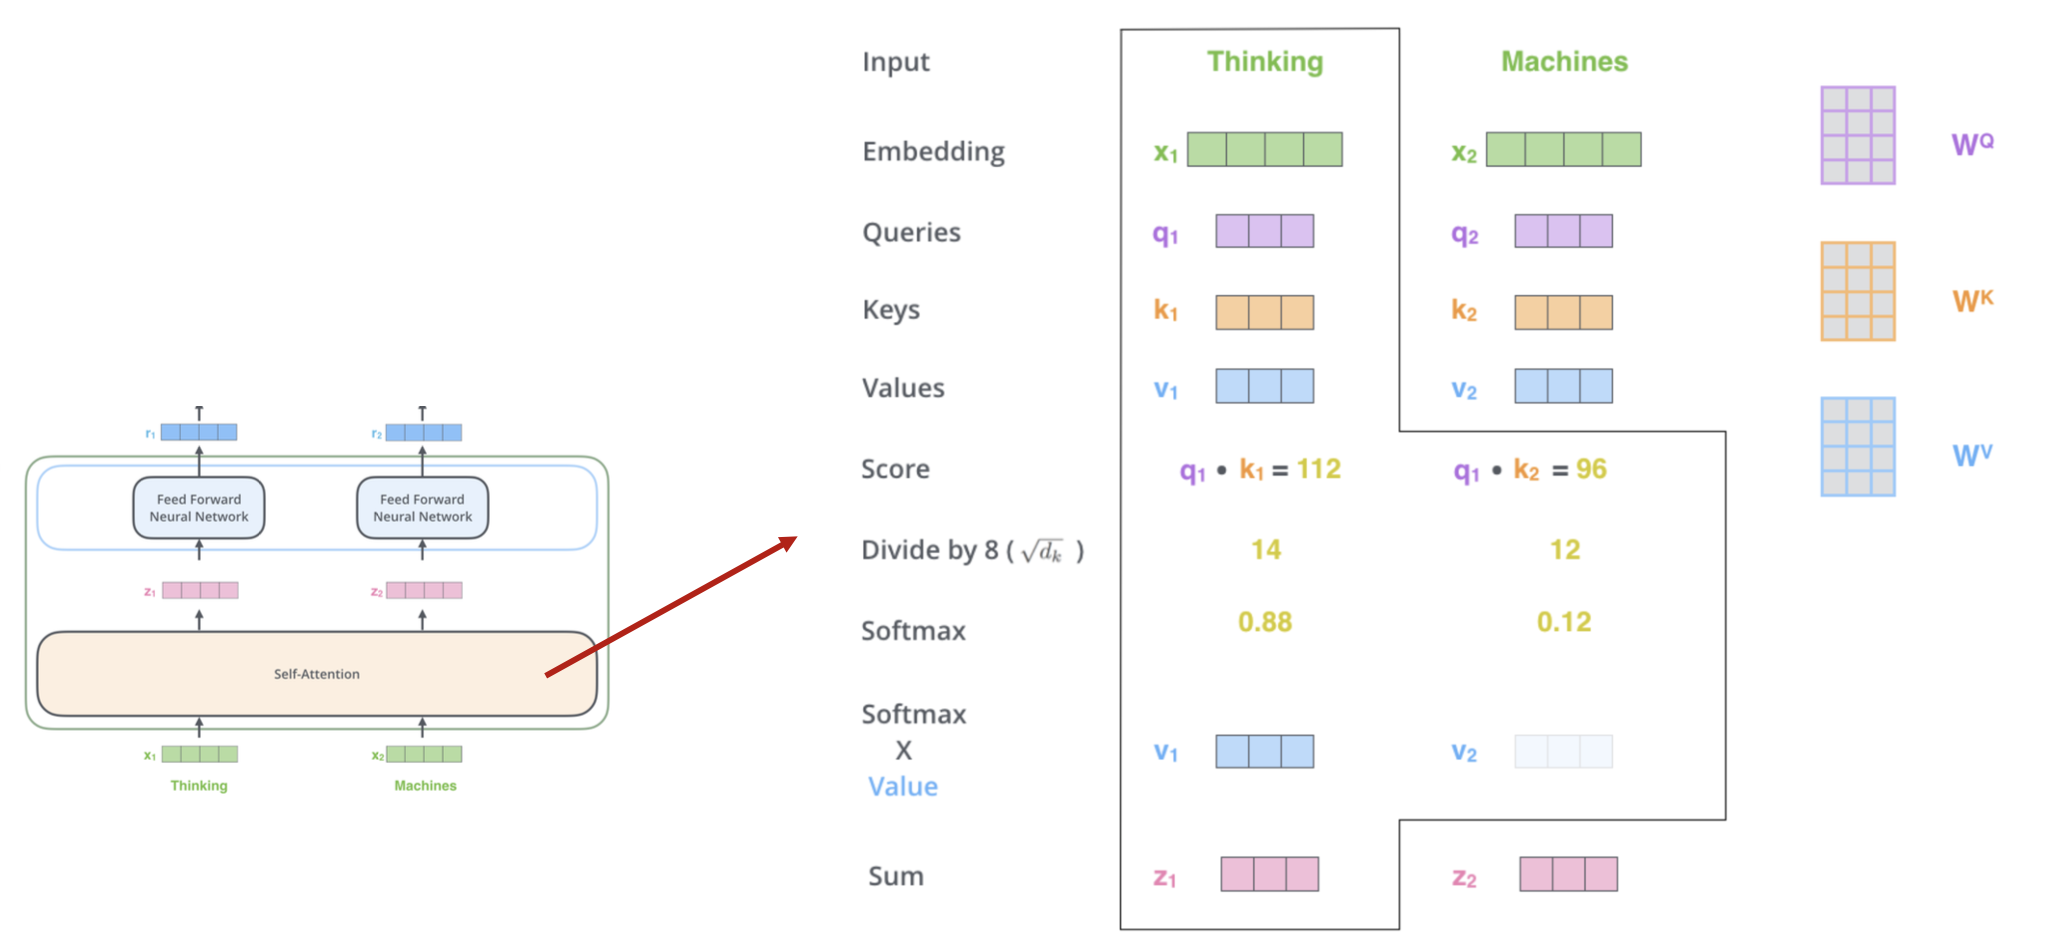 r₁
r₂
Feed Forward
Neural Network
Feed Forward
Neural Network
z₁
z₂
Self-Attention
x₁
x₂
Thinking
Machines
Input Thinking Machines
Embedding x₁ x₂
Queries q₁ q₂
Keys k₁ k₂
Values v₁ v₂
Score q₁ • k₁ = 112 q₁ • k₂ = 96
Divide by 8 ( √dₖ ) 14 12
Softmax 0.88 0.12
Softmax
X v₁ v₂
Value
Sum z₁ z₂
W^Q
W^K
W^V